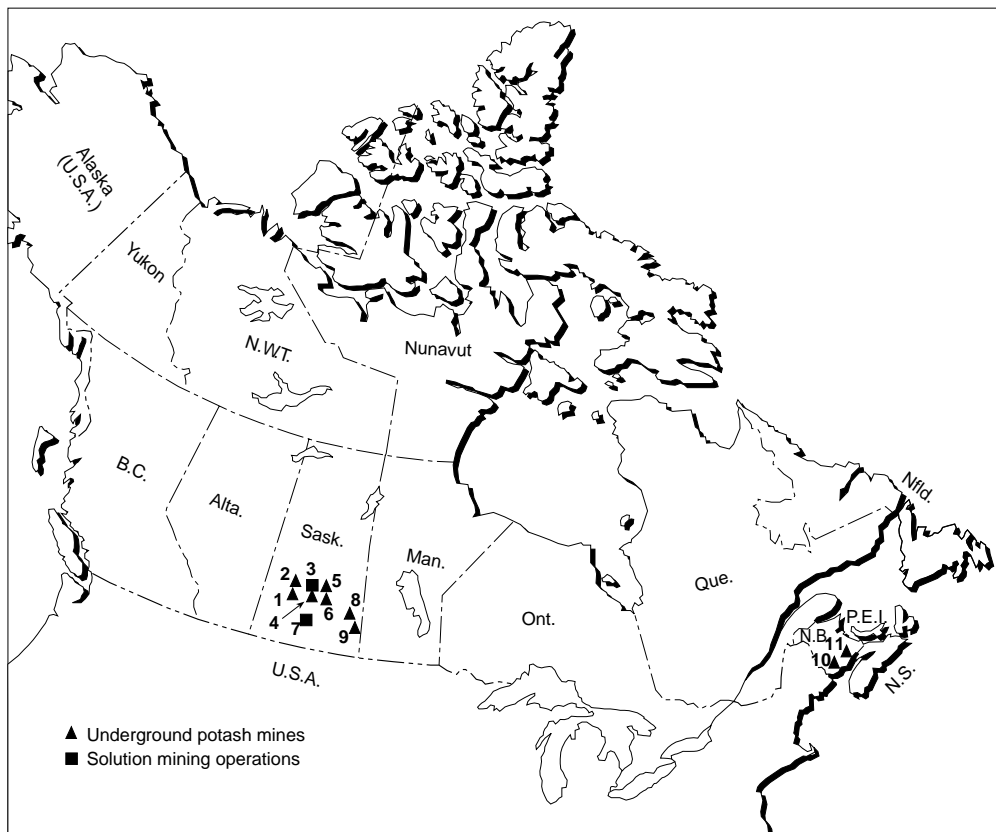 Alaska
(U.S.A.)
Yukon
N.W.T.
Nunavut
B.C.
Alta.
Sask.
Man.
Ont.
Que.
Nfld.
P.E.I.
N.B.
N.S.
2
3
5
1
4
6
7
8
9
11
10
U.S.A.
Underground potash mines
Solution mining operations